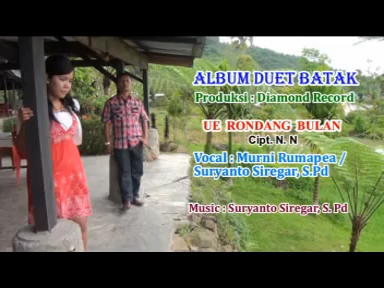 ALBUM DUET BATAK
Produksi : Diamond Record
UE RONDANG BULAN
Cipt. N. N
Vocal : Murni Rumapea /
Suryanto Siregar, S.Pd
Music : Suryanto Siregar, S. Pd